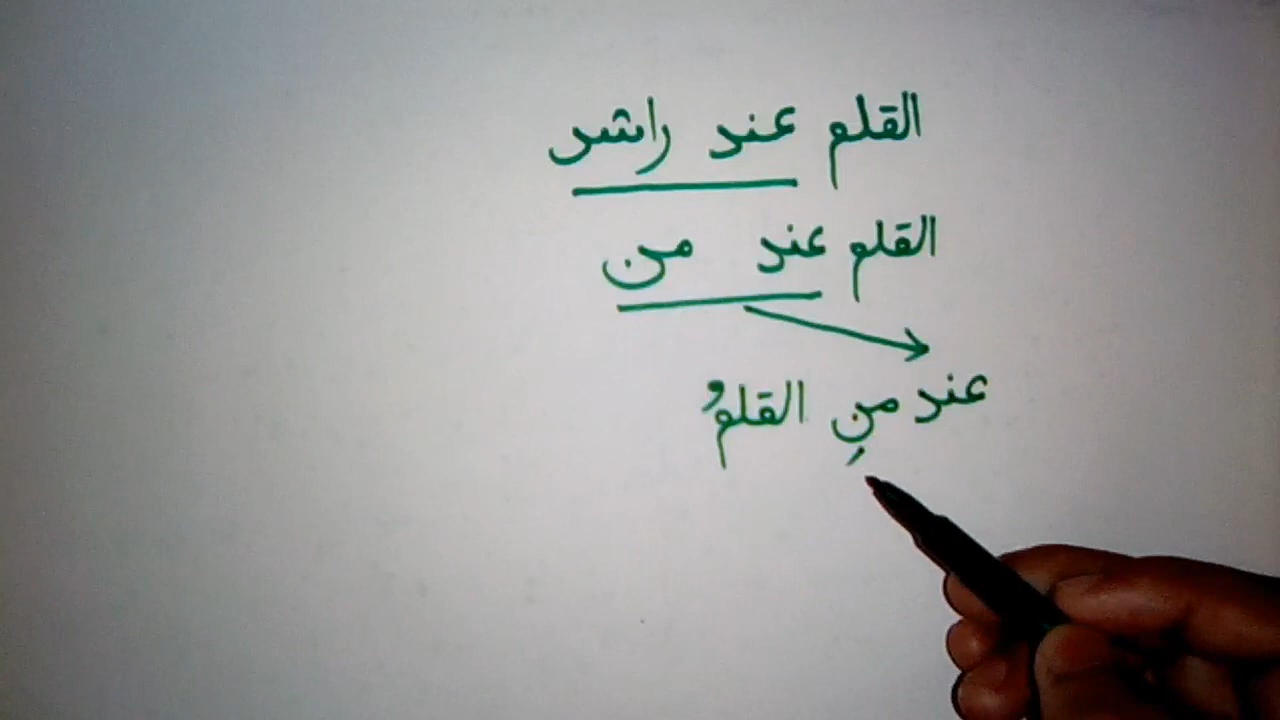 القلم عند راشد
القلم عند من
عند منِ القلمُ